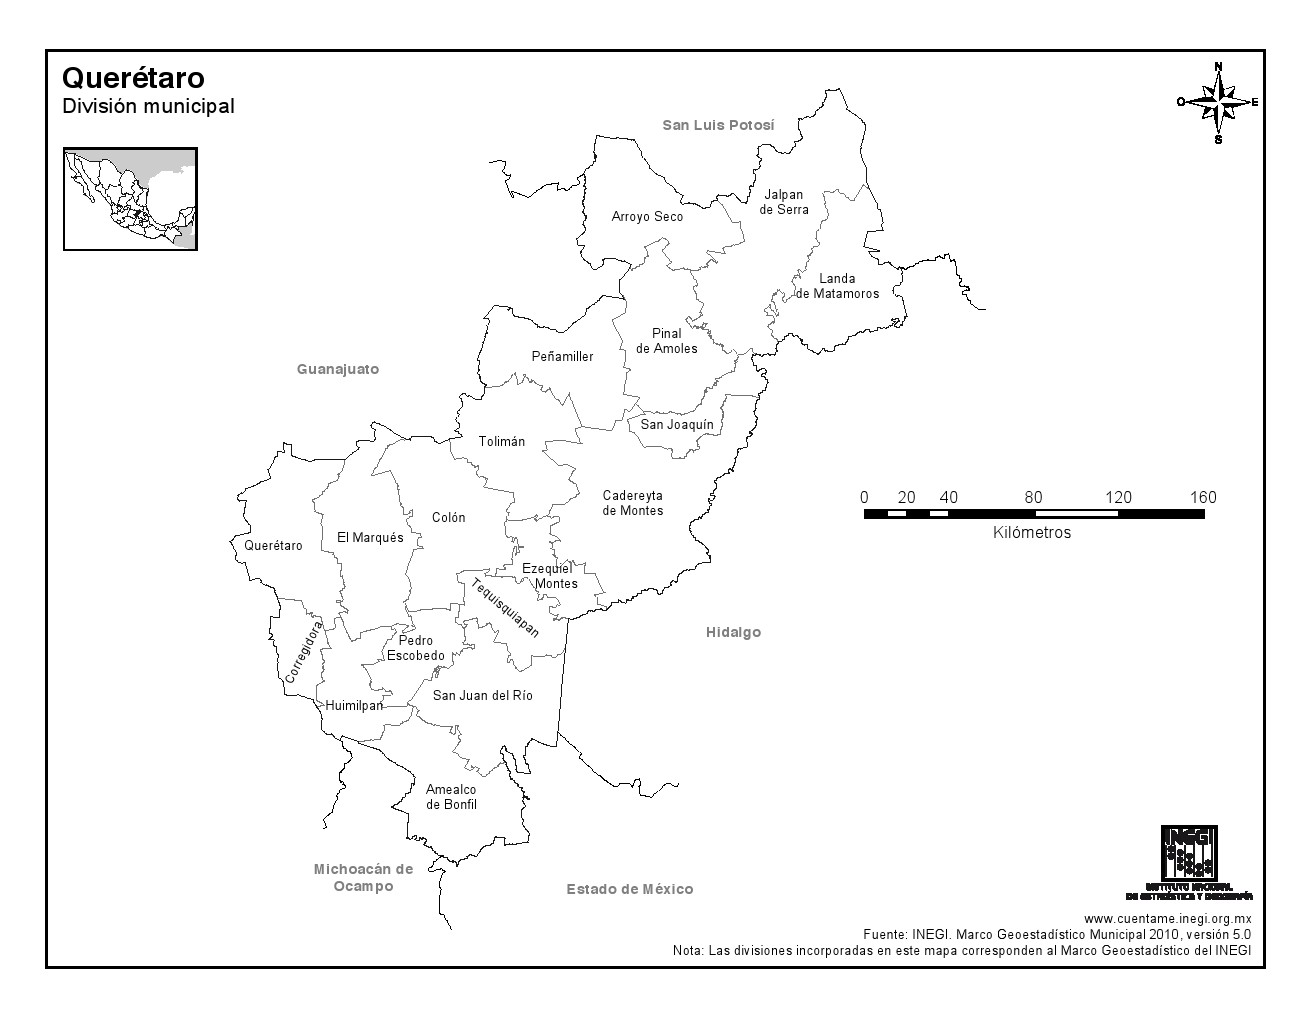 Querétaro
División municipal
N
O
E
S
San Luis Potosí
Jalpan
de Serra
Arroyo Seco
Landa
de Matamoros
Pinal
de Amoles
Peñamiller
Guanajuato
San Joaquín
Tolimán
Cadereyta
de Montes
0 20 40 80 120 160
Kilómetros
Colón
El Marqués
Querétaro
Ezequiel
Montes
Tequisquiapan
Hidalgo
Corregidora
Pedro
Escobedo
San Juan del Río
Huimilpan
Amealco
de Bonfil
Michoacán de
Ocampo
Estado de México
INEGI
INSTITUTO NACIONAL
DE ESTADÍSTICA Y GEOGRAFÍA
www.cuentame.inegi.org.mx
Fuente: INEGI. Marco Geoestadístico Municipal 2010, versión 5.0
Nota: Las divisiones incorporadas en este mapa corresponden al Marco Geoestadístico del INEGI